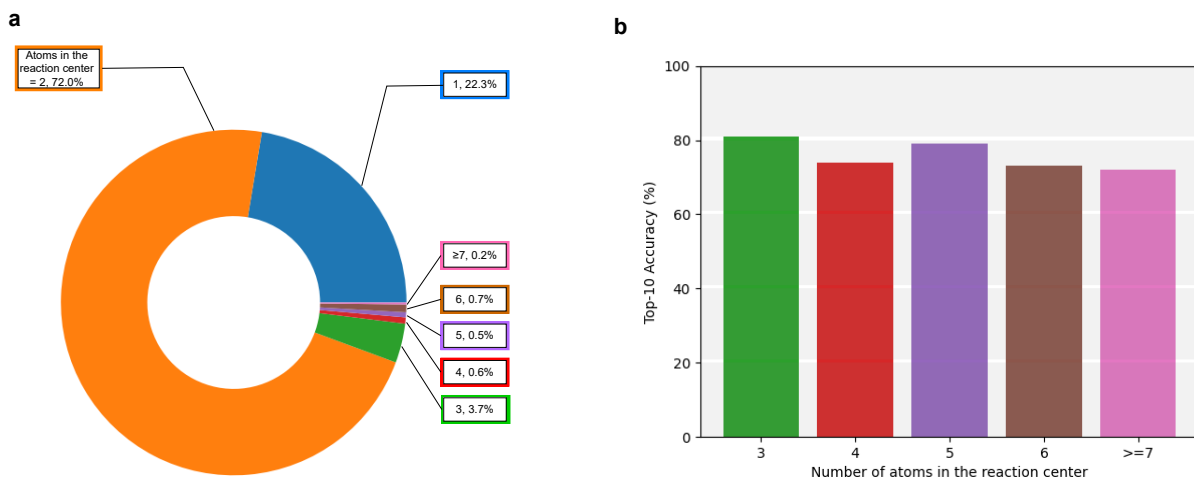 a
Atoms in the
reaction center
= 2, 72.0%
1, 22.3%
≥7, 0.2%
6, 0.7%
5, 0.5%
4, 0.6%
3, 3.7%
b
100
80
60
40
20
0
Top-10 Accuracy (%)
3 4 5 6 >=7
Number of atoms in the reaction center